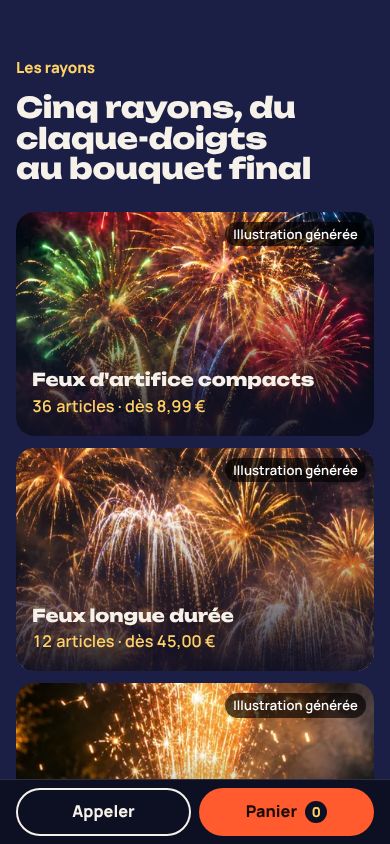 Les rayons
Cinq rayons, du
claque-doigts
au bouquet final
Illustration générée
Feux d'artifice compacts
36 articles · dès 8,99 €
Illustration générée
Feux longue durée
12 articles · dès 45,00 €
Illustration générée
Appeler
Panier 0